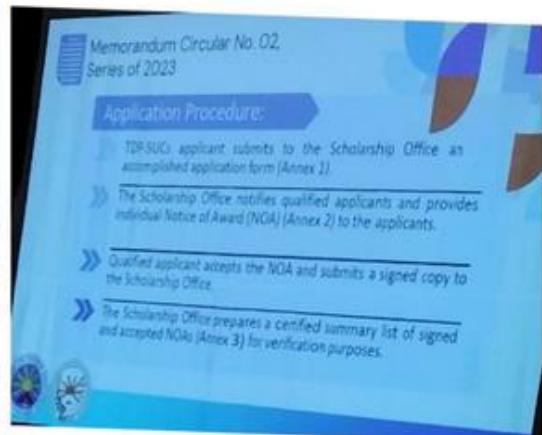 Memorandum Circular No. 02,
Series of 2023
Application Procedure:
TDP-SUCs applicant submits to the Scholarship Office an
accomplished application form (Annex 1).
The Scholarship Office notifies qualified applicants and provides
individual Notice of Award (NOA) (Annex 2) to the applicants.
Qualified applicant accepts the NOA and submits a signed copy to
the Scholarship Office.
The Scholarship Office prepares a certified summary list of signed
and accepted NOAs (Annex 3) for verification purposes.